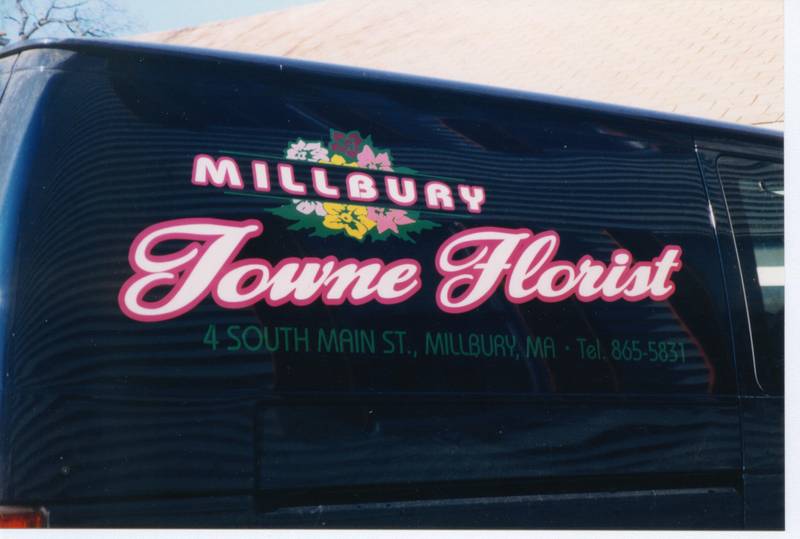 MILLBURY
Towne Florist
4 SOUTH MAIN ST., MILLBURY, MA · Tel. 865-5831